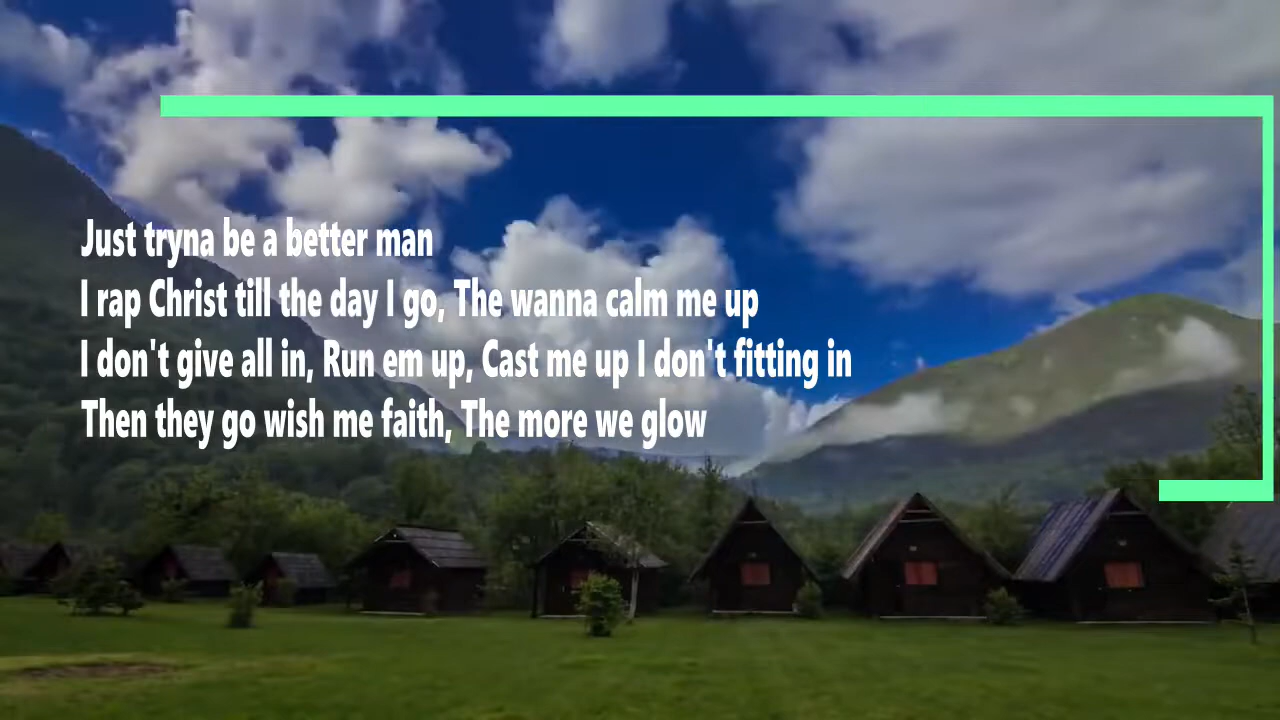 Just tryna be a better man
I rap Christ till the day I go, The wanna calm me up
I don't give all in, Run em up, Cast me up I don't fitting in
Then they go wish me faith, The more we glow